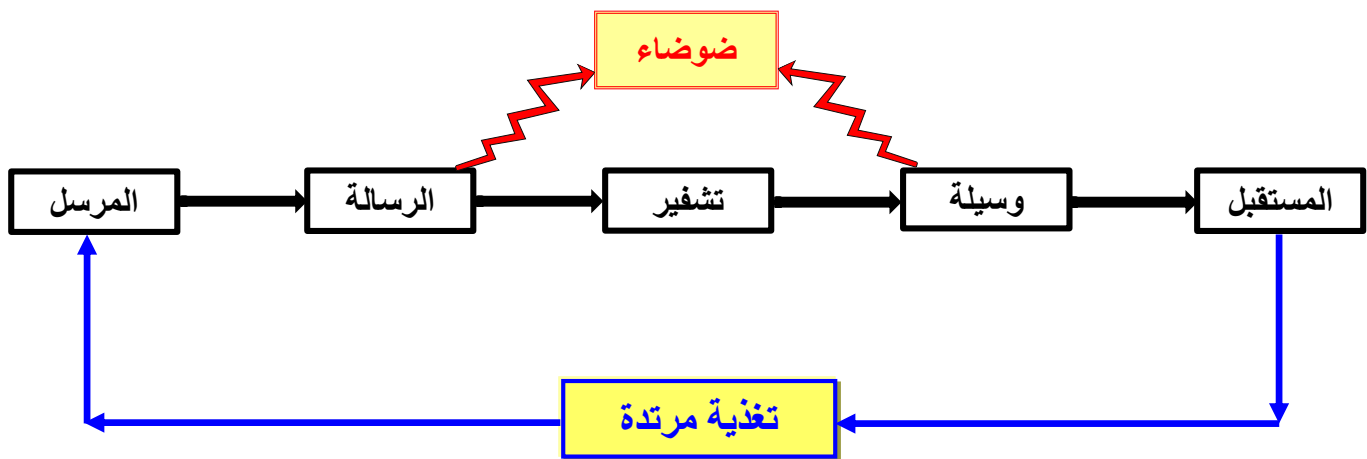 ضوضاء
المرسل
الرسالة
تشفير
وسيلة
المستقبل
تغذية مرتدة